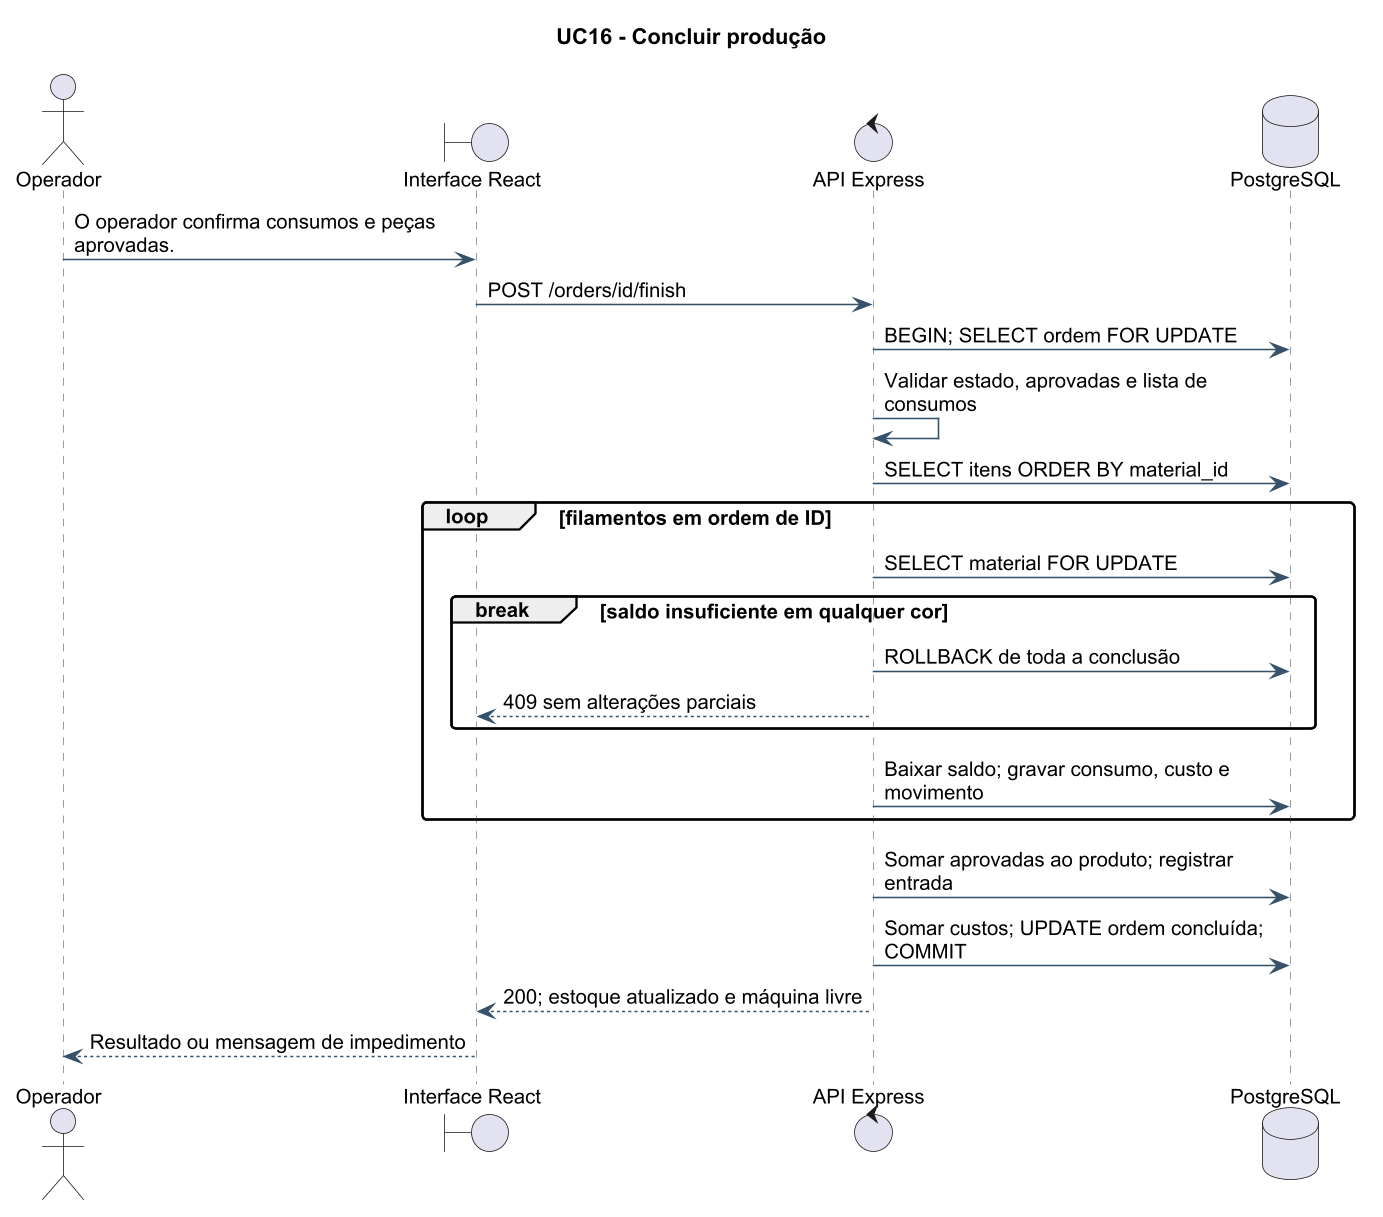 UC16 - Concluir produção
Operador
Interface React
API Express
PostgreSQL
O operador confirma consumos e peças
aprovadas.
POST /orders/id/finish
BEGIN; SELECT ordem FOR UPDATE
Validar estado, aprovadas e lista de
consumos
SELECT itens ORDER BY material_id
loop
[filamentos em ordem de ID]
SELECT material FOR UPDATE
break
[saldo insuficiente em qualquer cor]
ROLLBACK de toda a conclusão
409 sem alterações parciais
Baixar saldo; gravar consumo, custo e
movimento
Somar aprovadas ao produto; registrar
entrada
Somar custos; UPDATE ordem concluída;
COMMIT
200; estoque atualizado e máquina livre
Resultado ou mensagem de impedimento
Operador
Interface React
API Express
PostgreSQL